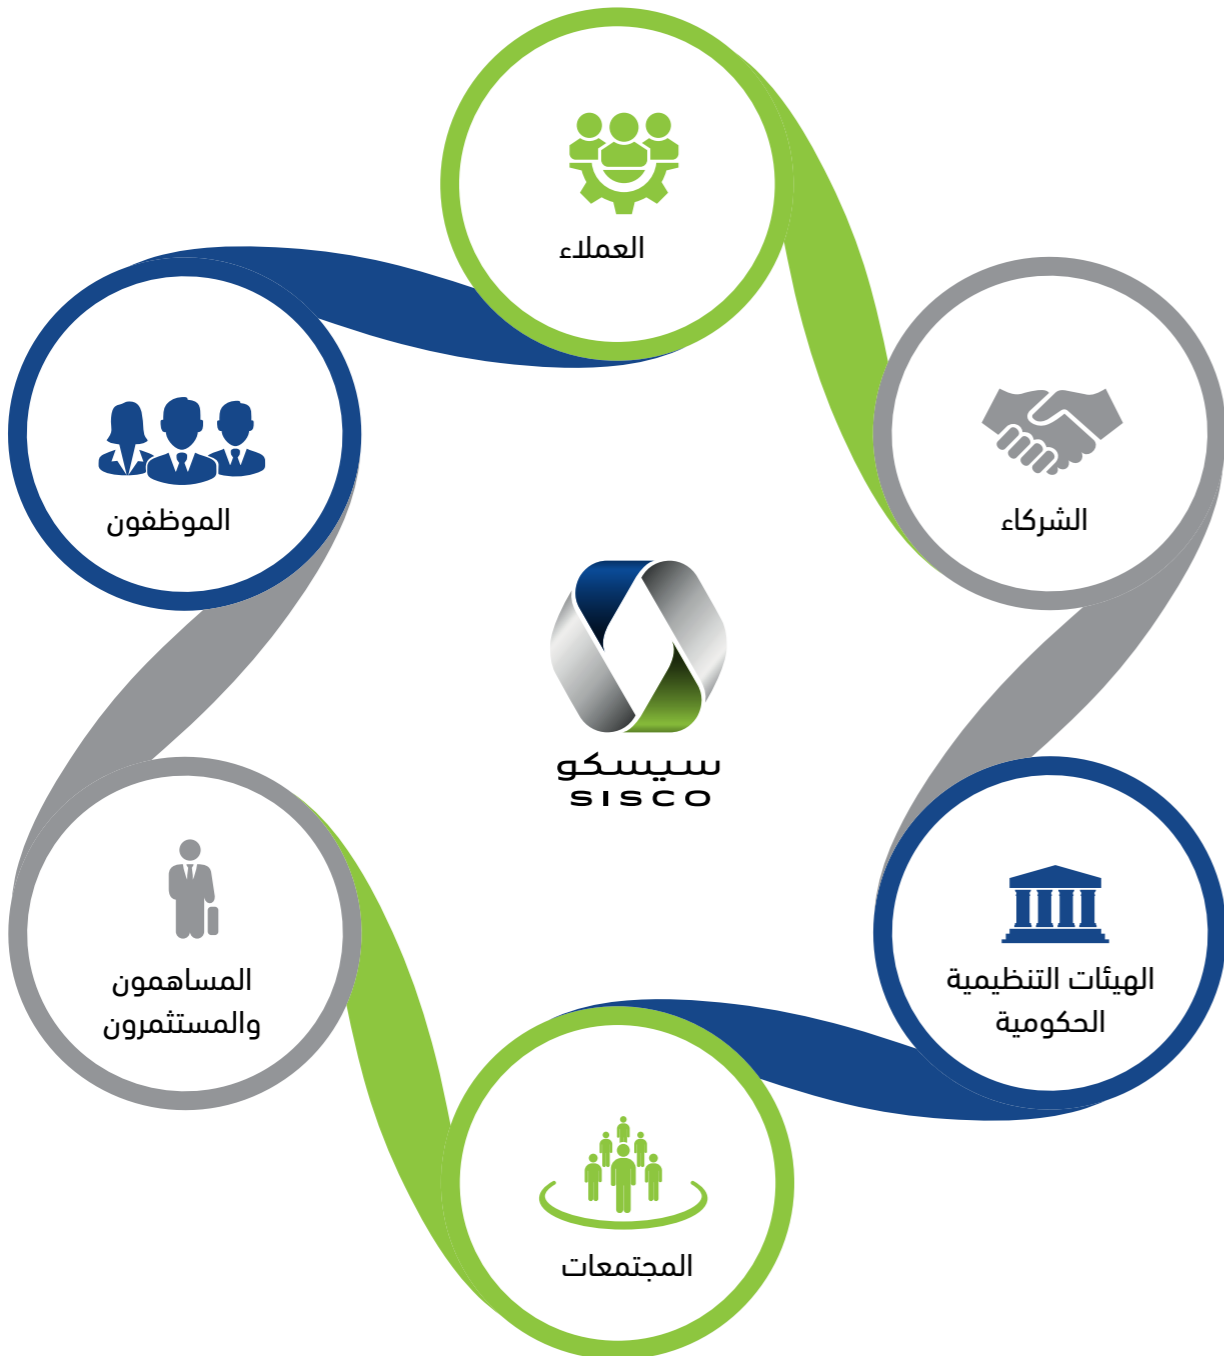 العملاء
الشركاء
الموظفون
سيسكو
SISCO
الهيئات التنظيمية
الحكومية
المساهمون
والمستثمرون
المجتمعات